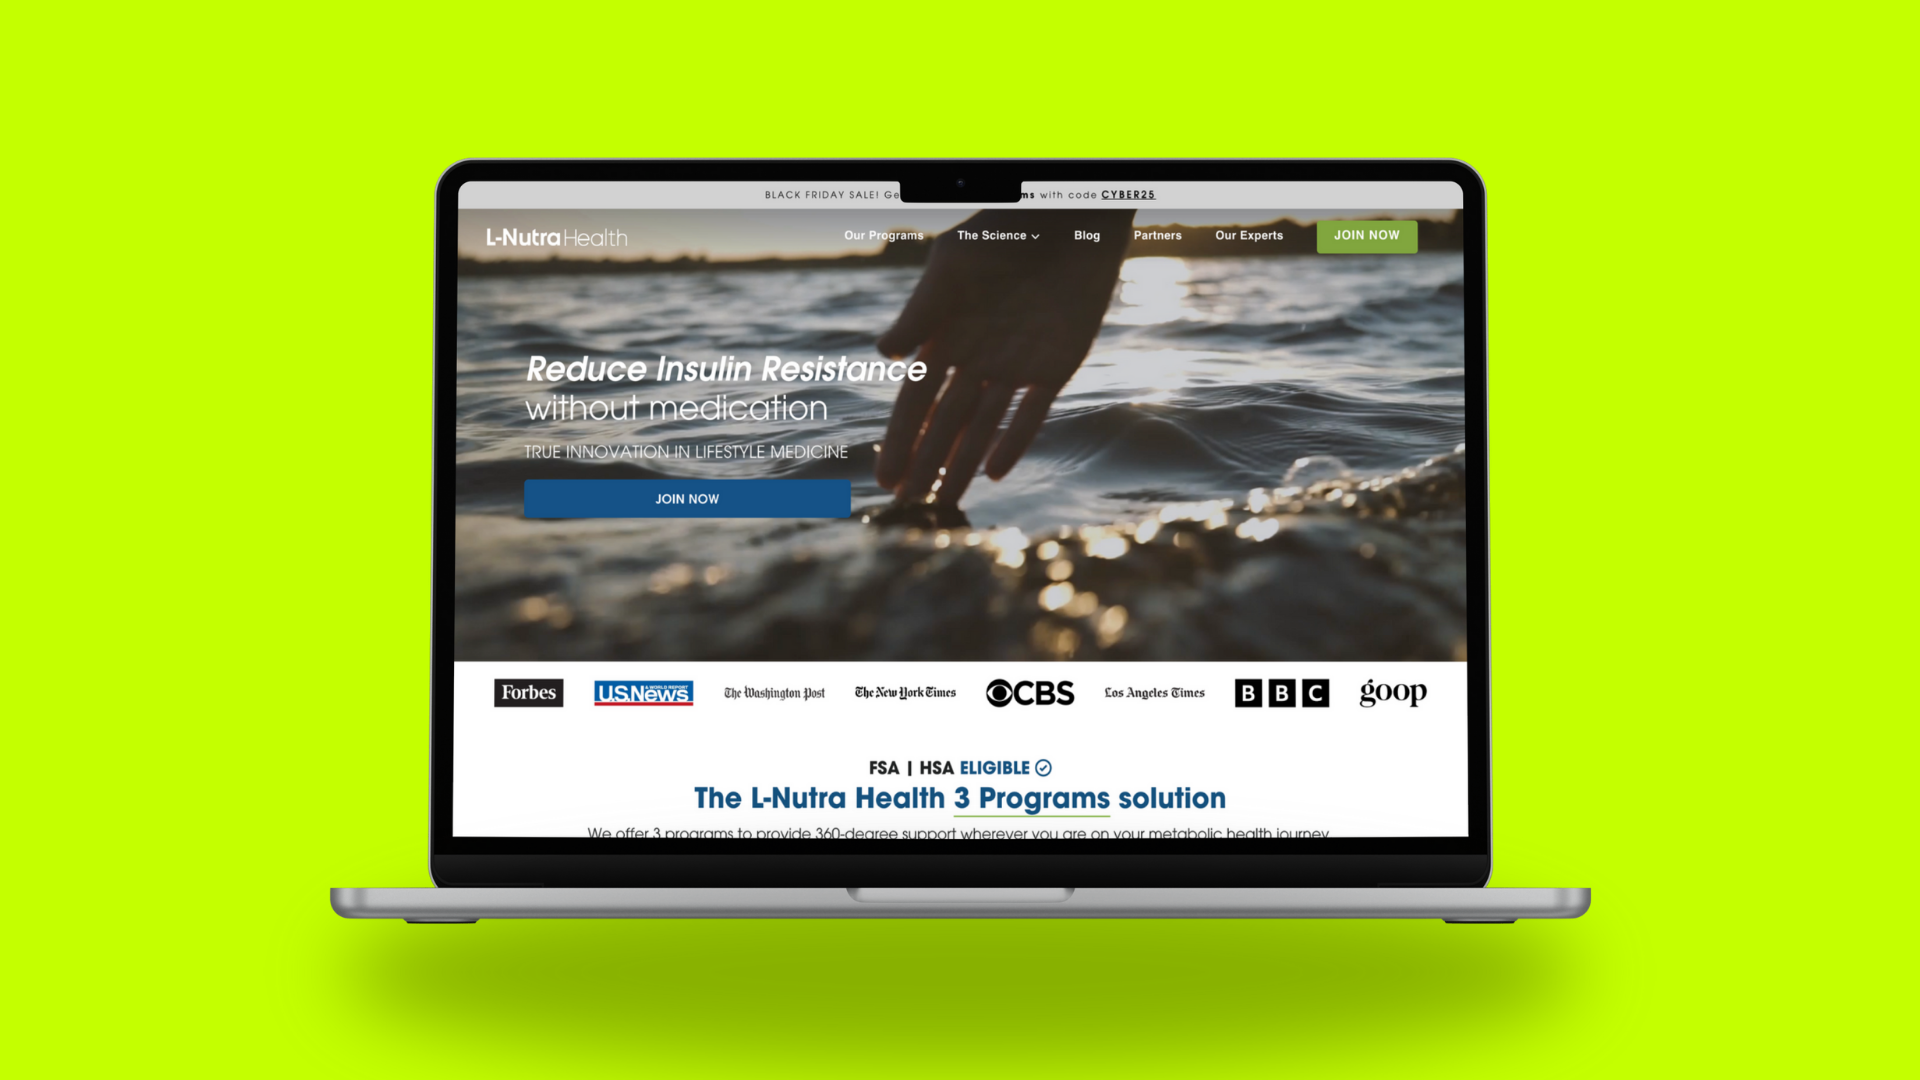 BLACK FRIDAY SALE! with code CYBER25
L-Nutra Health
Our Programs The Science Blog Partners Our Experts JOIN NOW
Reduce Insulin Resistance
without medication
TRUE INNOVATION IN LIFESTYLE MEDICINE
JOIN NOW
Forbes U.S.News & WORLD REPORT The Washington Post The New York Times CBS Los Angeles Times BBC goop
FSA | HSA ELIGIBLE
The L-Nutra Health 3 Programs solution
We offer 3 programs to provide 360-degree support wherever you are on your metabolic health journey